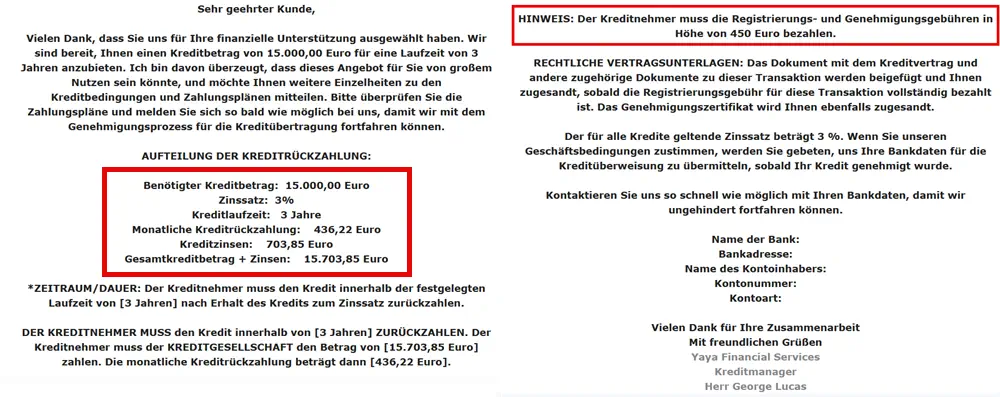 Sehr geehrter Kunde,
Vielen Dank, dass Sie uns für Ihre finanzielle Unterstützung ausgewählt haben. Wir
sind bereit, Ihnen einen Kreditbetrag von 15.000,00 Euro für eine Laufzeit von 3
Jahren anzubieten. Ich bin davon überzeugt, dass dieses Angebot für Sie von großem
Nutzen sein könnte, und möchte Ihnen weitere Einzelheiten zu den
Kreditbedingungen und Zahlungsplänen mitteilen. Bitte überprüfen Sie die
Zahlungspläne und melden Sie sich so bald wie möglich bei uns, damit wir mit dem
Genehmigungsprozess für die Kreditübertragung fortfahren können.
AUFTEILUNG DER KREDITRÜCKZAHLUNG:
Benötigter Kreditbetrag: 15.000,00 Euro
Zinssatz: 3%
Kreditlaufzeit: 3 Jahre
Monatliche Kreditrückzahlung: 436,22 Euro
Kreditzinsen: 703,85 Euro
Gesamtkreditbetrag + Zinsen: 15.703,85 Euro
*ZEITRAUM/DAUER: Der Kreditnehmer muss den Kredit innerhalb der festgelegten
Laufzeit von [3 Jahren] nach Erhalt des Kredits zum Zinssatz zurückzahlen.
DER KREDITNEHMER MUSS den Kredit innerhalb von [3 Jahren] ZURÜCKZAHLEN. Der
Kreditnehmer muss der KREDITGESELLSCHAFT den Betrag von [15.703,85 Euro]
zahlen. Die monatliche Kreditrückzahlung beträgt dann [436,22 Euro].
HINWEIS: Der Kreditnehmer muss die Registrierungs- und Genehmigungsgebühren in
Höhe von 450 Euro bezahlen.
RECHTLICHE VERTRAGSUNTERLAGEN: Das Dokument mit dem Kreditvertrag und
andere zugehörige Dokumente zu dieser Transaktion werden beigefügt und Ihnen
zugesandt, sobald die Registrierungsgebühr für diese Transaktion vollständig bezahlt
ist. Das Genehmigungszertifikat wird Ihnen ebenfalls zugesandt.
Der für alle Kredite geltende Zinssatz beträgt 3 %. Wenn Sie unseren
Geschäftsbedingungen zustimmen, werden Sie gebeten, uns Ihre Bankdaten für die
Kreditüberweisung zu übermitteln, sobald Ihr Kredit genehmigt wurde.
Kontaktieren Sie uns so schnell wie möglich mit Ihren Bankdaten, damit wir
ungehindert fortfahren können.
Name der Bank:
Bankadresse:
Name des Kontoinhabers:
Kontonummer:
Kontoart:
Vielen Dank für Ihre Zusammenarbeit
Mit freundlichen Grüßen
Yaya Financial Services
Kreditmanager
Herr George Lucas